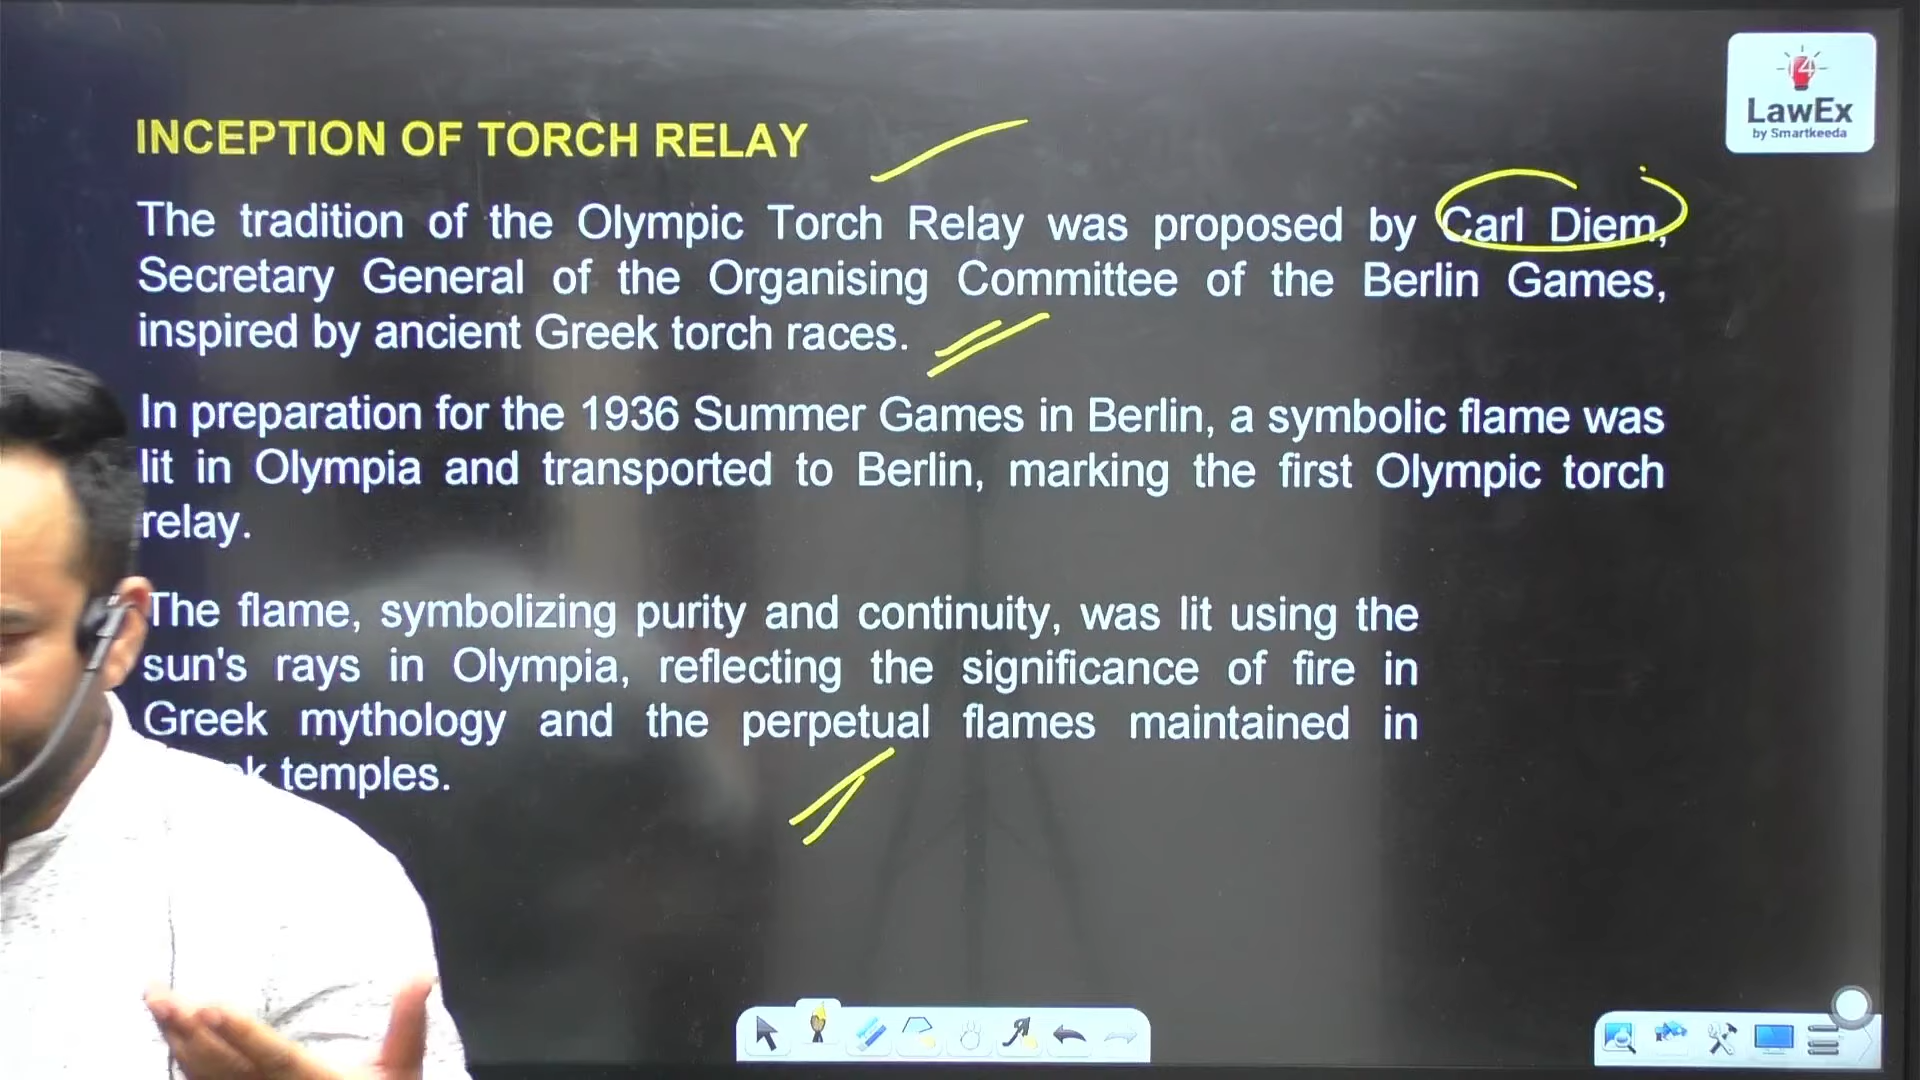 LawEx
by Smartkeeda
INCEPTION OF TORCH RELAY
The tradition of the Olympic Torch Relay was proposed by Carl Diem,
Secretary General of the Organising Committee of the Berlin Games,
inspired by ancient Greek torch races.
In preparation for the 1936 Summer Games in Berlin, a symbolic flame was
lit in Olympia and transported to Berlin, marking the first Olympic torch
relay.
The flame, symbolizing purity and continuity, was lit using the
sun's rays in Olympia, reflecting the significance of fire in
Greek mythology and the perpetual flames maintained in
temples.